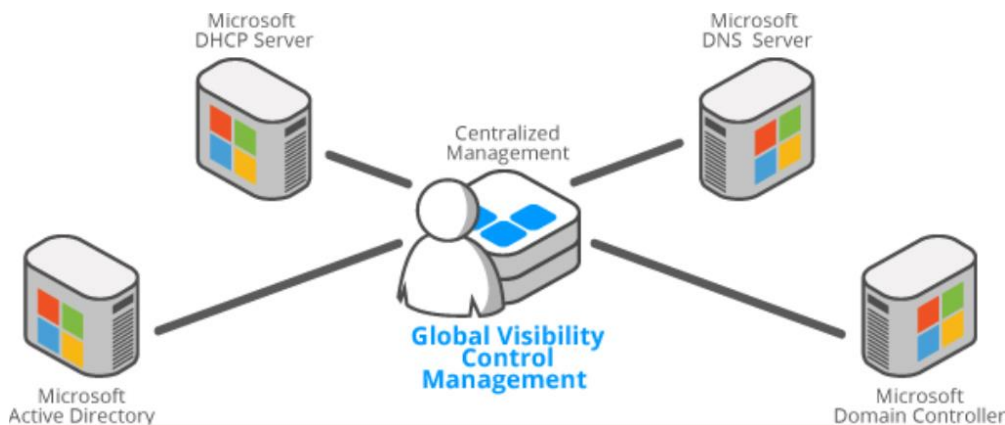 Microsoft
DHCP Server
Microsoft
DNS Server
Centralized
Management
Global Visibility
Control
Management
Microsoft
Active Directory
Microsoft
Domain Controller